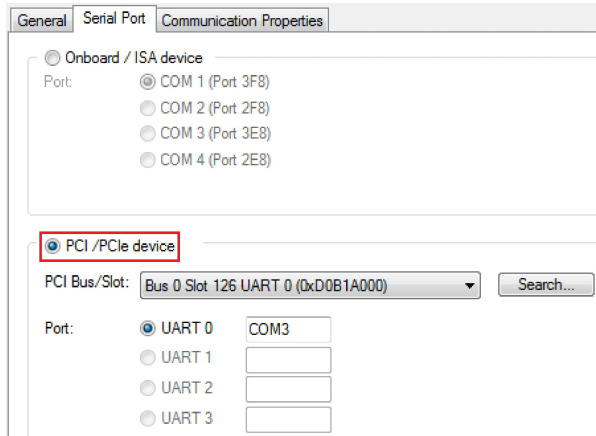 General Serial Port Communication Properties
Onboard / ISA device
Port: COM 1 (Port 3F8)
COM 2 (Port 2F8)
COM 3 (Port 3E8)
COM 4 (Port 2E8)
PCI /PCIe device
PCI Bus/Slot: Bus 0 Slot 126 UART 0 (0xD0B1A000) Search...
Port: UART 0 COM3
UART 1
UART 2
UART 3